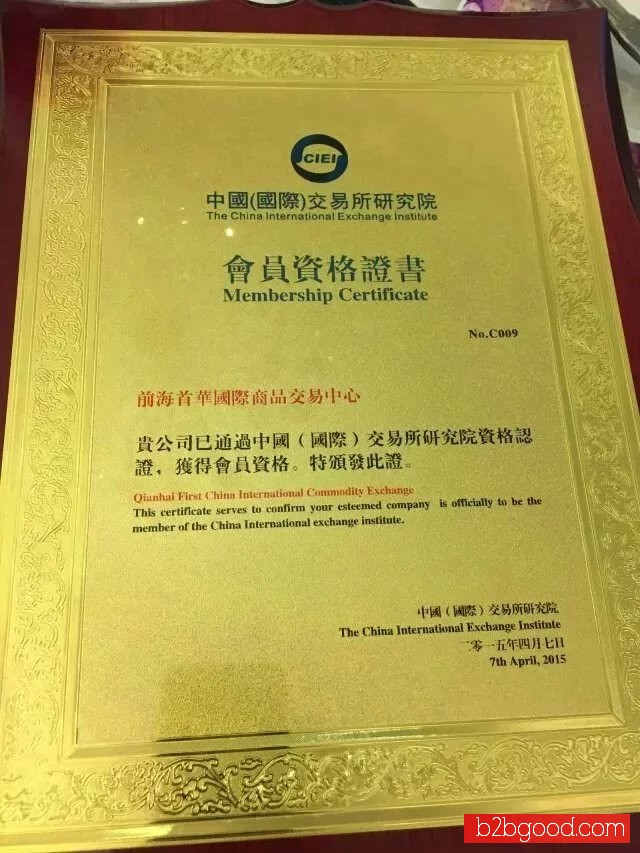 CIEI
中國(國際)交易所研究院
The China International Exchange Institute
會員資格證書
Membership Certificate
No.C009
前海首華國際商品交易中心
貴公司已通過中國（國際）交易所研究院資格認
證，獲得會員資格。特頒發此證。
Qianhai First China International Commodity Exchange
This certificate serves to confirm your esteemed company is officially to be the
member of the China International exchange institute.
中國（國際）交易所研究院
The China International Exchange Institute
二零一五年四月七日
7th April, 2015
b2bgood.com